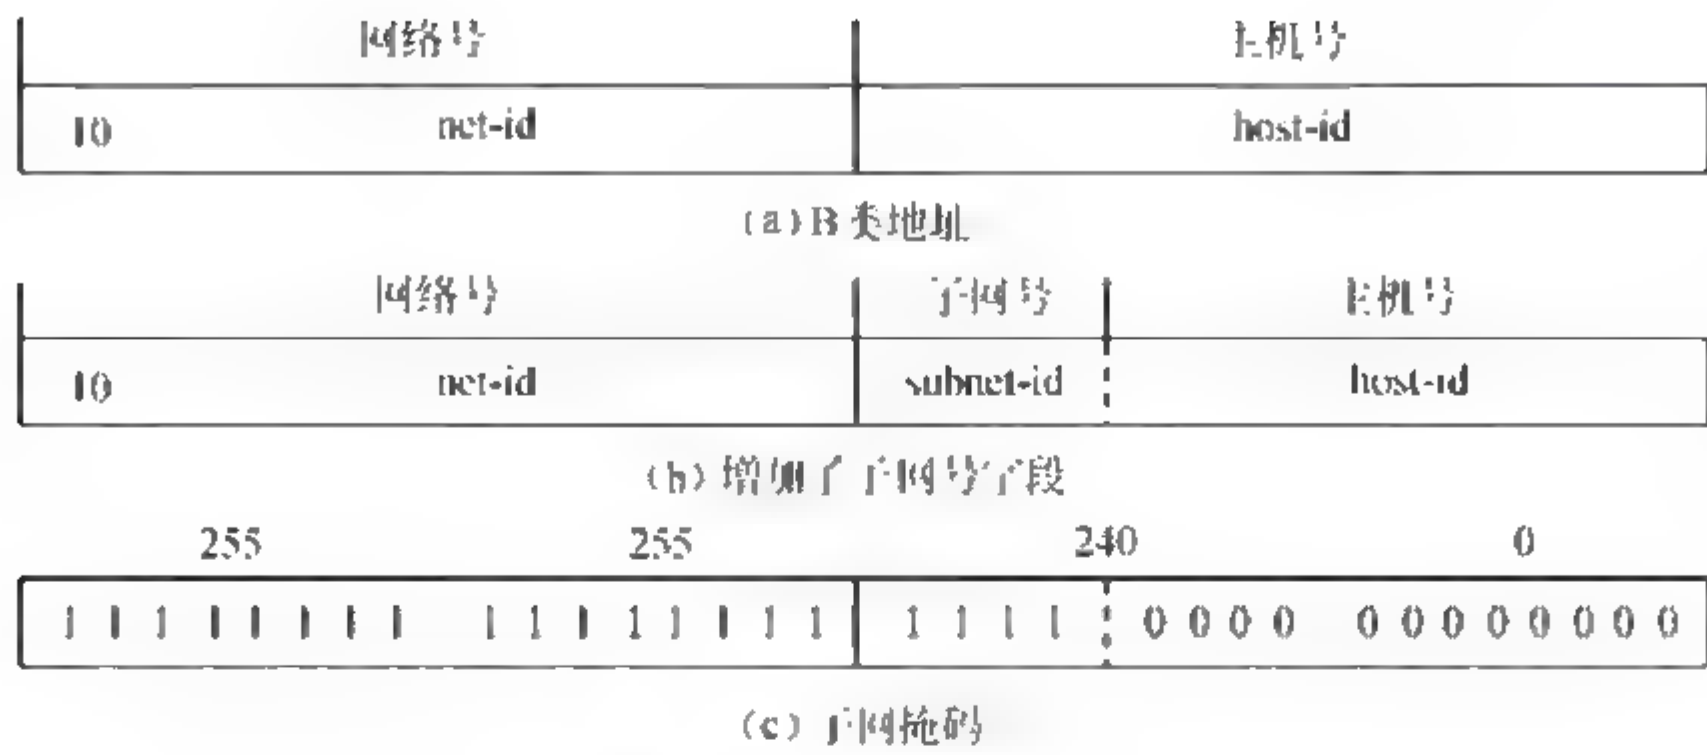 网络号 主机号
10 net-id host-id
(a) B 类地址
网络号 子网号 主机号
10 net-id subnet-id host-id
(b) 增加了子网号字段
255 255 240 0
1 1 1 1 1 1 1 1 1 1 1 1 1 1 1 1 1 1 1 1 0 0 0 0 0 0 0 0 0 0 0 0
(c) 子网掩码